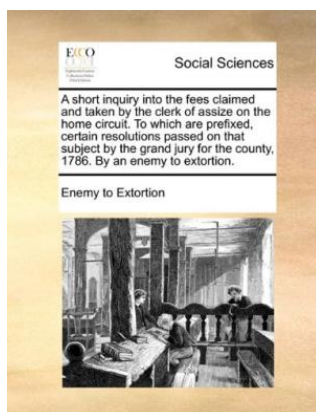 ECCO
Social Sciences
A short inquiry into the fees claimed
and taken by the clerk of assize on the
home circuit. To which are prefixed,
certain resolutions passed on that
subject by the grand jury for the county,
1786. By an enemy to extortion.
Enemy to Extortion